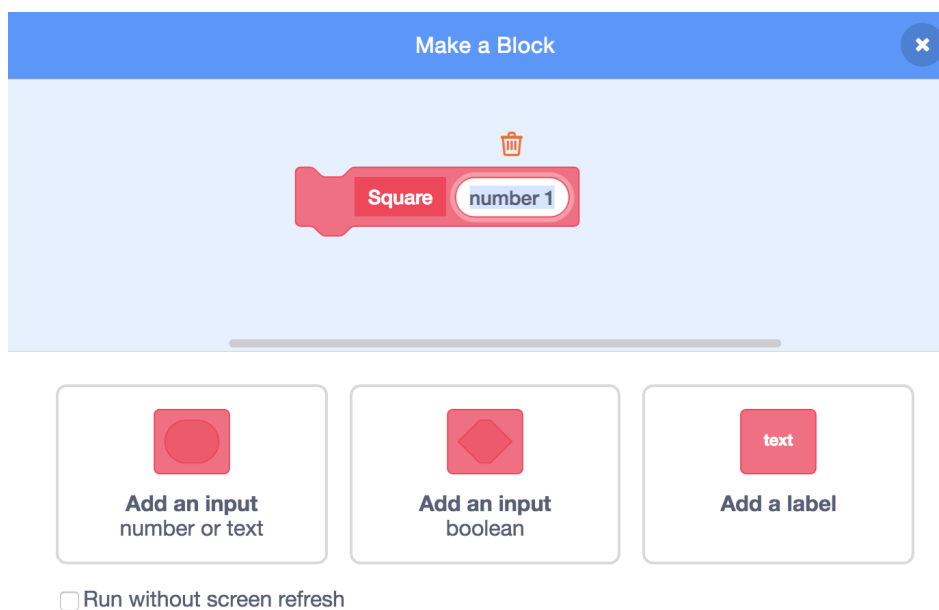 Make a Block
Square number 1
text
Add an input
number or text
Add an input
boolean
Add a label
Run without screen refresh